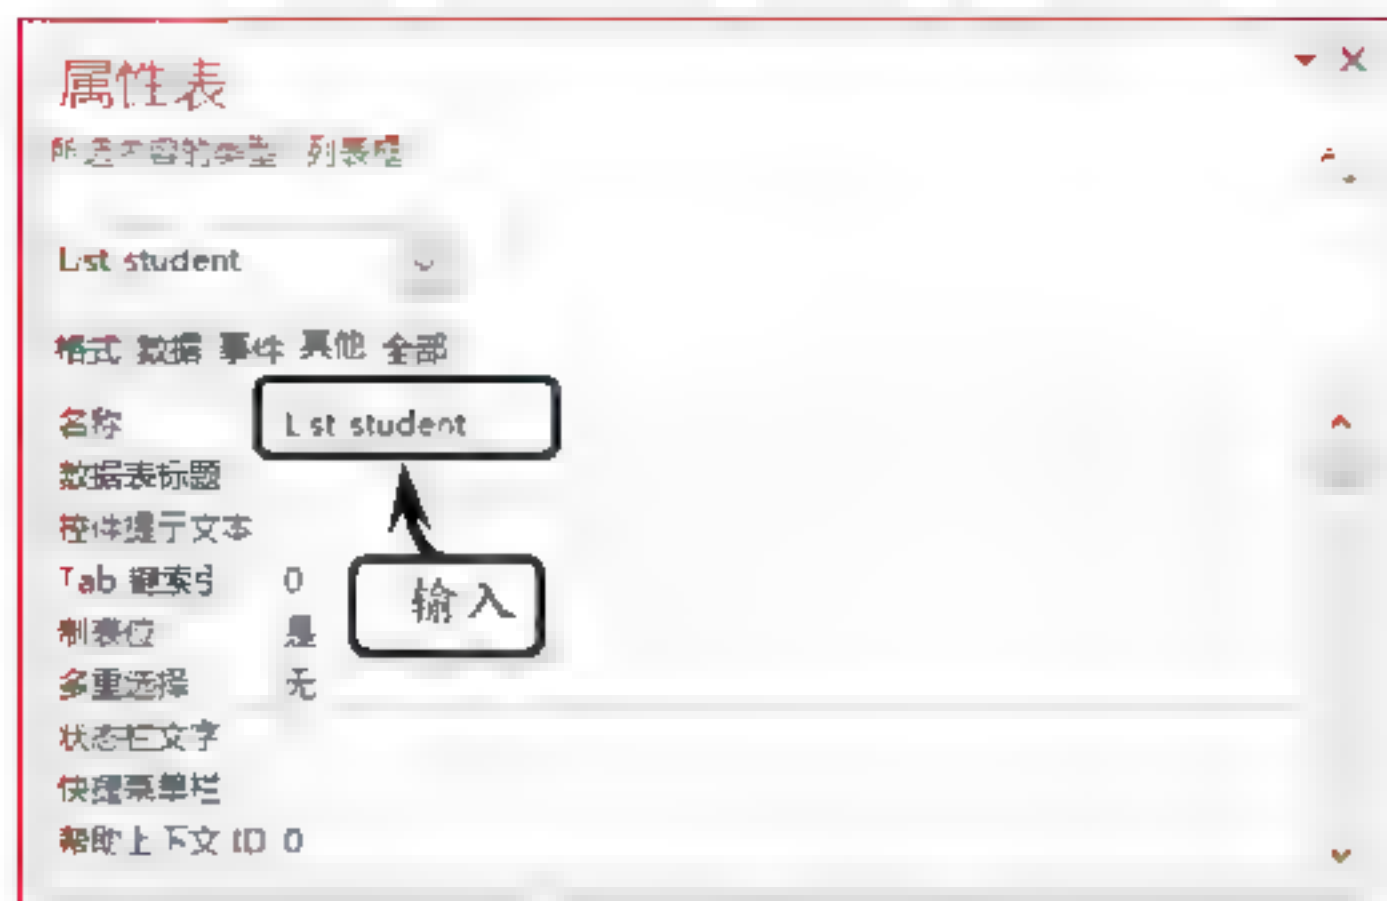 属性表
所选内容的类型 列表框
List student
格式 数据 事件 其他 全部
名称 List student
数据表标题
控件提示文本
Tab 键索引 0
输入
制表位 是
多重选择 无
状态栏文字
快捷菜单栏
帮助上下文 ID 0